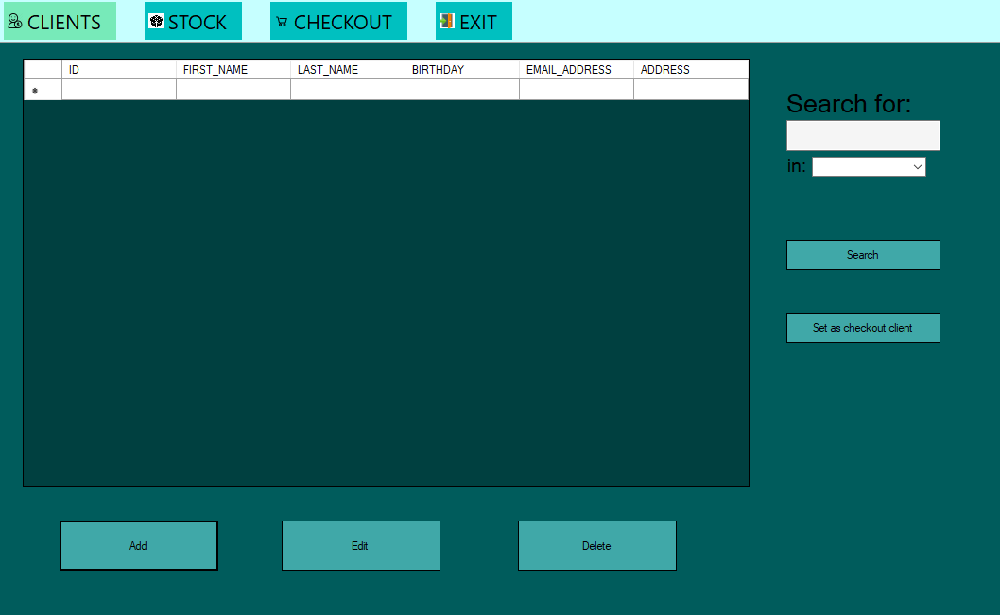 CLIENTS STOCK CHECKOUT EXIT
ID FIRST_NAME LAST_NAME BIRTHDAY EMAIL_ADDRESS ADDRESS
*
Search for:
in:
Search
Set as checkout client
Add Edit Delete